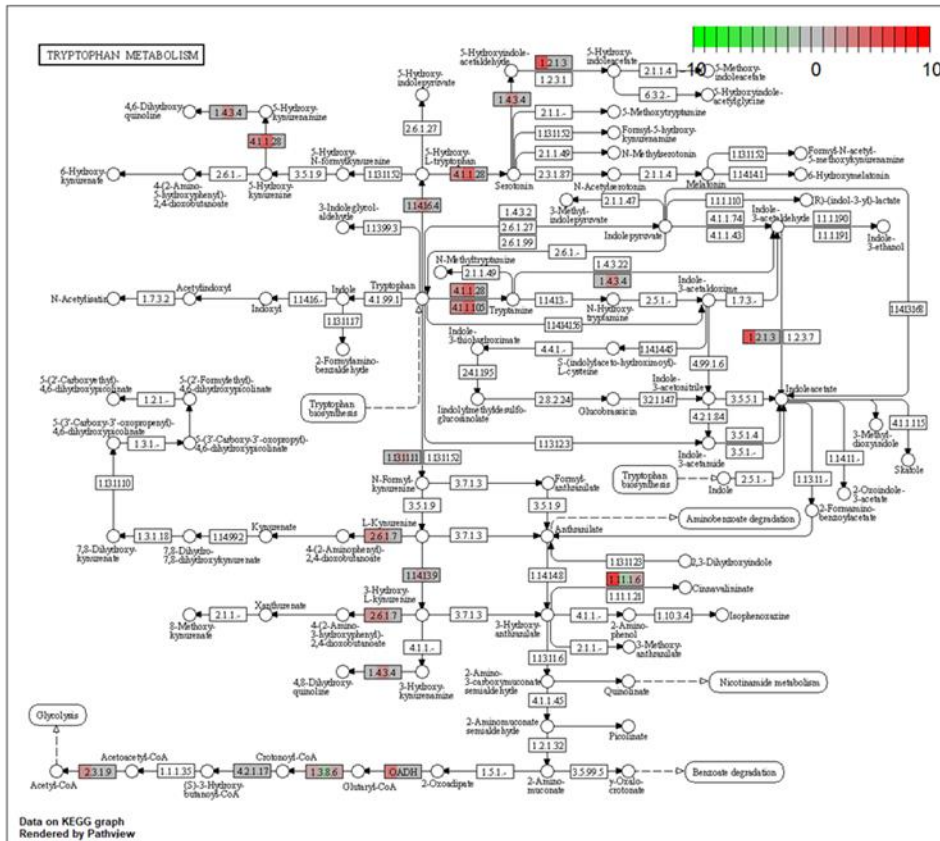 TRYPTOPHAN METABOLISM
-10 0 10
5-Hydroxyindole-
acetaldehyde
1.2.1.3
1.2.3.1
5-Hydroxy-
indoleacetate
2.1.1.4
5-Methoxy-
indoleacetate
6.3.2.-
5-Hydroxyindole-
acetylglycine
5-Hydroxy-
indolepyruvate
2.6.1.27
1.4.3.4
2.1.1.-
5-Methoxytryptamine
1.13.11.52
Formyl-5-hydroxy-
kynurenamine
2.1.1.49
N-Methylserotonin
4,6-Dihydroxy-
quinoline
1.4.3.4
5-Hydroxy-
kynurenamine
4.1.1.28
6-Hydroxy-
kynurenate
2.6.1.-
4-(2-Amino-
5-hydroxyphenyl)-
2,4-dioxobutanoate
5-Hydroxy-
kynurenine
3.5.1.9
5-Hydroxy-
N-formylkynurenine
1.13.11.52
5-Hydroxy-
L-tryptophan
4.1.1.28
Serotonin
2.3.1.87
N-Acetylserotonin
2.1.1.4
Melatonin
1.13.11.52
Formyl-N-acetyl-
5-methoxykynurenamine
1.14.14.1
6-Hydroxymelatonin
1.14.16.4
3-Indoleglycol-
aldehyde
1.13.99.3
1.4.3.2
2.6.1.27
2.6.1.99
2.1.1.47
3-Methyl-
indolepyruvate
Indolepyruvate
2.6.1.-
1.1.1.110
(R)-(indol-3-yl)-lactate
4.1.1.74
4.1.1.43
Indole-
3-acetaldehyde
1.1.1.190
1.1.1.191
Indole-
3-ethanol
N-Methyltryptamine
2.1.1.49
1.4.3.22
1.4.3.4
N-Acetylisatin
1.7.3.2
Acetylindoxyl
Indoxyl
1.14.16.-
Indole
4.1.99.1
Tryptophan
4.1.1.28
4.1.1.105
Tryptamine
1.14.13.-
N-Hydroxy-
tryptamine
2.5.1.-
Indole-
3-acetaldoxime
1.7.3.-
1.14.13.168
1.13.11.17
2-Formylamino-
benzaldehyde
1.14.14.156
1.2.1.3
1.2.3.7
Indole-
3-thiohydroximate
4.4.1.-
1.14.14.45
S-(indolylaceto-hydroximoyl)-
L-cysteine
4.99.1.6
2.4.1.195
5-(2'-Carboxyethyl)-
4,6-dihydroxypicolinate
1.2.1.-
5-(2'-Formylethyl)-
4,6-dihydroxypicolinate
Tryptophan
biosynthesis
Indolylmethyldesulfo-
glucosinolate
2.8.2.24
Glucobrassicin
3.2.1.147
Indole-
3-acetonitrile
3.5.5.1
Indoleacetate
4.2.1.84
4.1.1.115
3-Methyl-
dioxyindole
5-(3'-Carboxy-3'-oxopropenyl)-
4,6-dihydroxypicolinate
1.3.1.-
5-(3'-Carboxy-3'-oxopropyl)-
4,6-dihydroxypicolinate
1.13.12.3
3.5.1.4
3.5.1.-
Indole-
3-acetamide
Skatole
1.13.11.11
1.13.11.52
1.14.11.-
1.13.11.10
Tryptophan
biosynthesis
Indole
2.5.1.-
1.13.11.-
2-Oxoindole-
3-acetate
N-Formyl-
kynurenine
3.7.1.3
Formyl-
anthranilate
3.5.1.9
3.5.1.9
2-Formamino-
benzoylacetate
Aminobenzoate degradation
7,8-Dihydroxy-
kynurenate
1.3.1.18
7,8-Dihydro-
7,8-dihydroxykynurenate
1.14.99.2
Kynurenate
4-(2-Aminophenyl)-
2,4-dioxobutanoate
2.6.1.7
L-Kynurenine
3.7.1.3
Anthranilate
1.13.11.23
2,3-Dihydroxyindole
1.14.13.9
1.14.14.8
1.11.1.6
1.11.1.21
Cinnavalininate
8-Methoxy-
kynurenate
2.1.1.-
Xanthurenate
4-(2-Amino-
3-hydroxyphenyl)-
2,4-dioxobutanoate
2.6.1.7
3-Hydroxy-
L-kynurenine
3.7.1.3
3-Hydroxy-
anthranilate
4.1.1.-
2-Amino-
phenol
1.10.3.4
Isophenoxazine
4.1.1.-
2.1.1.-
3-Methoxy-
anthranilate
4,8-Dihydroxy-
quinoline
1.4.3.4
3-Hydroxy-
kynurenamine
1.13.11.6
2-Amino-
3-carboxymuconate
semialdehyde
Quinolinate
Nicotinamide metabolism
4.1.1.45
Glycolysis
2-Aminomuconate
semialdehyde
Picolinate
1.2.1.32
Acetyl-CoA
2.3.1.9
Acetoacetyl-CoA
1.1.1.35
(S)-3-Hydroxy-
butanoyl-CoA
4.2.1.17
Crotonoyl-CoA
1.3.8.6
Glutaryl-CoA
OADH
2-Oxoadipate
1.5.1.-
2-Amino-
muconate
3.5.99.5
γ-Oxalo-
crotonate
Benzoate degradation
Data on KEGG graph
Rendered by Pathview